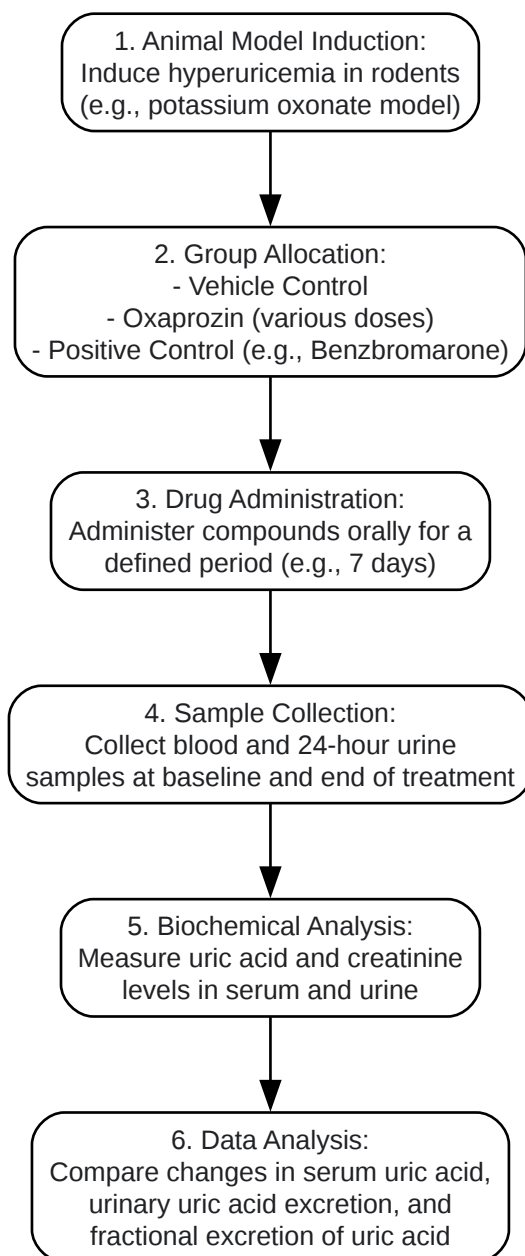 1. Animal Model Induction:
Induce hyperuricemia in rodents
(e.g., potassium oxonate model)
2. Group Allocation:
- Vehicle Control
- Oxaprozin (various doses)
- Positive Control (e.g., Benzbromarone)
3. Drug Administration:
Administer compounds orally for a
defined period (e.g., 7 days)
4. Sample Collection:
Collect blood and 24-hour urine
samples at baseline and end of treatment
5. Biochemical Analysis:
Measure uric acid and creatinine
levels in serum and urine
6. Data Analysis:
Compare changes in serum uric acid,
urinary uric acid excretion, and
fractional excretion of uric acid